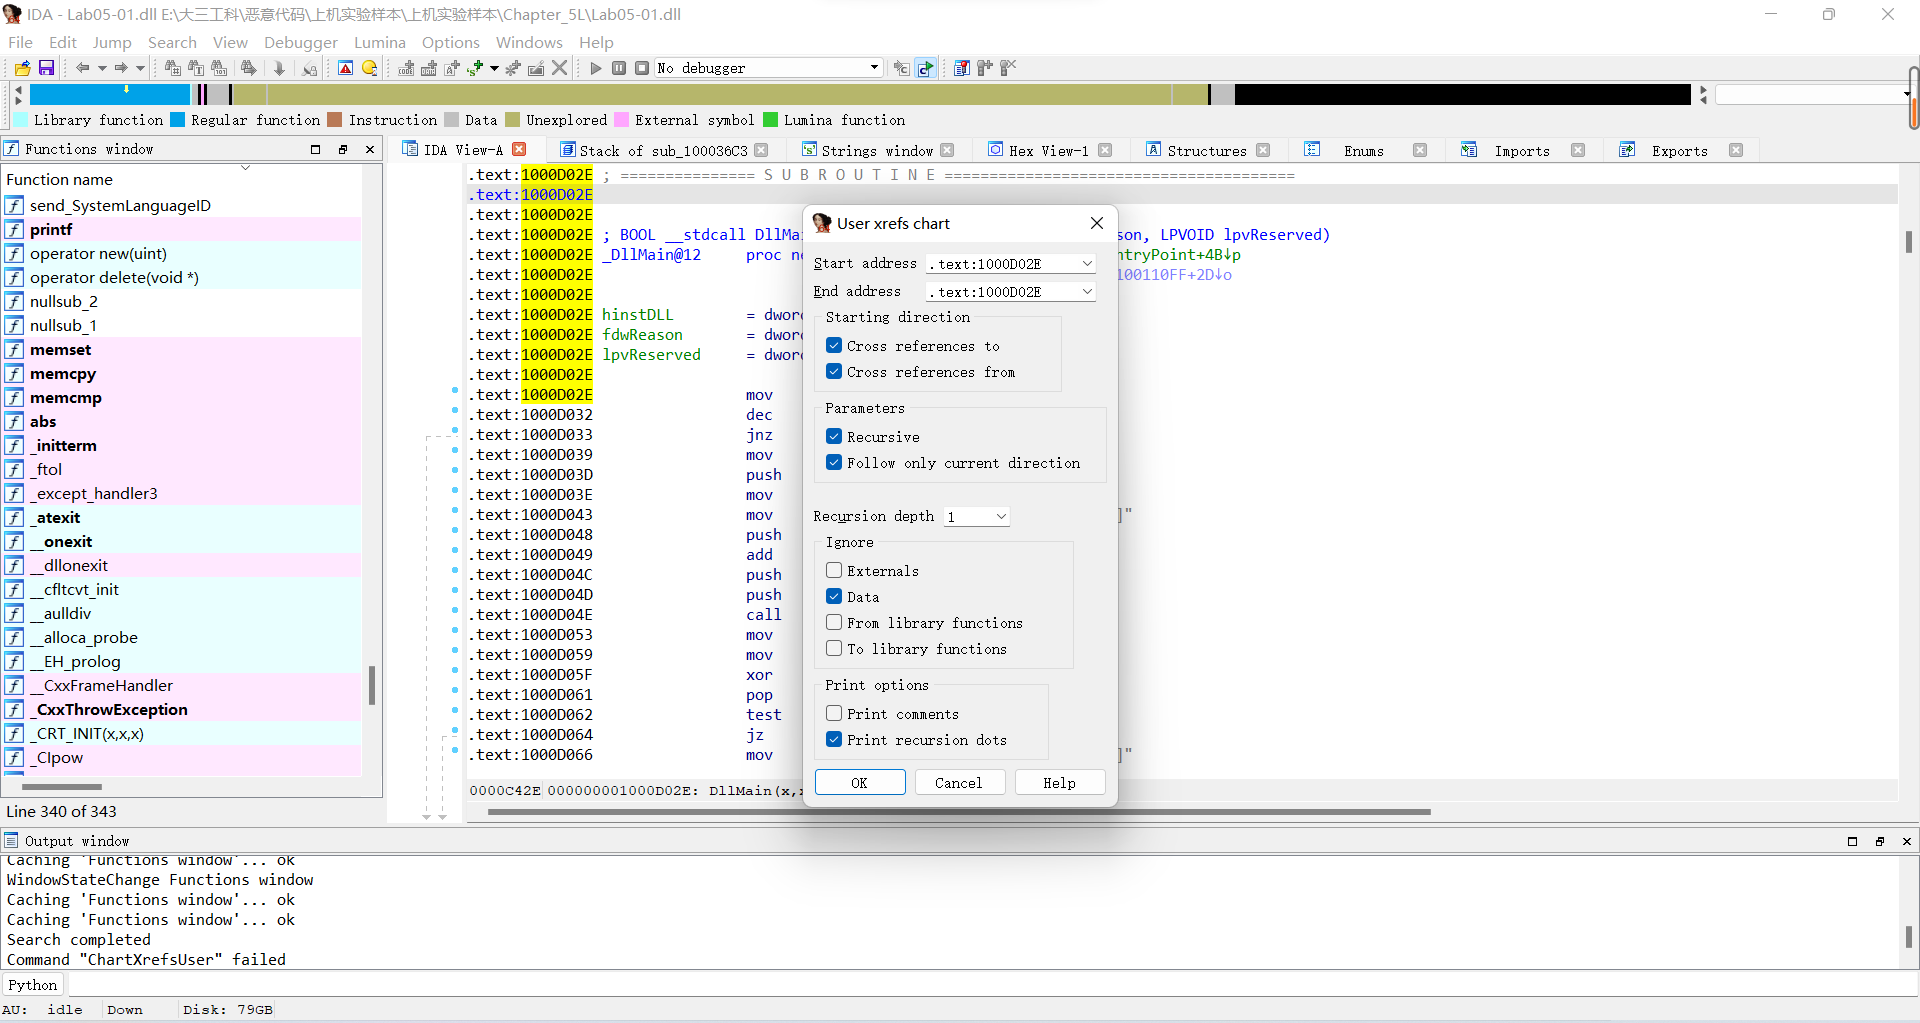 IDA - Lab05-01.dll E:\大三工科\恶意代码\上机实验样本\上机实验样本\Chapter_5L\Lab05-01.dll
File Edit Jump Search View Debugger Lumina Options Windows Help
No debugger
Library function Regular function Instruction Data Unexplored External symbol Lumina function
Functions window
IDA View-A Stack of sub_100036C3 Strings window Hex View-1 Structures Enums Imports Exports
Function name
send_SystemLanguageID
printf
operator new(uint)
operator delete(void *)
nullsub_2
nullsub_1
memset
memcpy
memcmp
abs
_initterm
_ftol
_except_handler3
_atexit
__onexit
__dllonexit
__cfltcvt_init
__aulldiv
__alloca_probe
__EH_prolog
__CxxFrameHandler
_CxxThrowException
_CRT_INIT(x,x,x)
_CIpow
Line 340 of 343
.text:1000D02E ; =============== S U B R O U T I N E =======================================
.text:1000D02E
.text:1000D02E
.text:1000D02E ; BOOL __stdcall DllMa son, LPVOID lpvReserved)
.text:1000D02E _DllMain@12 proc ne ntryPoint+4B↓p
.text:1000D02E 100110FF+2D↓o
.text:1000D02E
.text:1000D02E hinstDLL = dwor
.text:1000D02E fdwReason = dwor
.text:1000D02E lpvReserved = dwor
.text:1000D02E
.text:1000D02E mov
.text:1000D032 dec
.text:1000D033 jnz
.text:1000D039 mov
.text:1000D03D push
.text:1000D03E mov
.text:1000D043 mov ]"
.text:1000D048 push
.text:1000D049 add
.text:1000D04C push
.text:1000D04D push
.text:1000D04E call
.text:1000D053 mov
.text:1000D059 mov
.text:1000D05F xor
.text:1000D061 pop
.text:1000D062 test
.text:1000D064 jz
.text:1000D066 mov ]"
0000C42E 000000001000D02E: DllMain(x,x
User xrefs chart
Start address .text:1000D02E
End address .text:1000D02E
Starting direction
Cross references to
Cross references from
Parameters
Recursive
Follow only current direction
Recursion depth 1
Ignore
Externals
Data
From library functions
To library functions
Print options
Print comments
Print recursion dots
OK Cancel Help
Output window
Caching 'Functions window'... ok
WindowStateChange Functions window
Caching 'Functions window'... ok
Caching 'Functions window'... ok
Search completed
Command "ChartXrefsUser" failed
Python
AU: idle Down Disk: 79GB